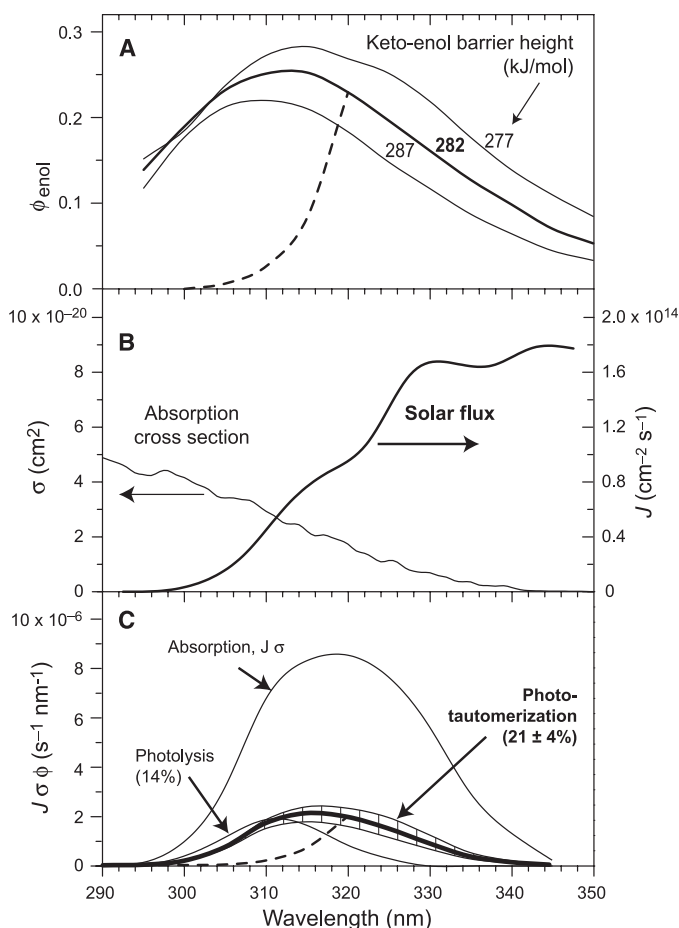 A
Keto-enol barrier height
(kJ/mol)
287
282
277
0.3
0.2
0.1
0.0
ϕenol
B
10 x 10⁻²⁰
8
6
4
2
0
σ (cm²)
Absorption
cross section
Solar flux
2.0 x 10¹⁴
1.6
1.2
0.8
0.4
0
J (cm⁻² s⁻¹)
C
10 x 10⁻⁶
8
6
4
2
0
J σ ϕ (s⁻¹ nm⁻¹)
Absorption, J σ
Photolysis
(14%)
Photo-
tautomerization
(21 ± 4%)
290 300 310 320 330 340 350
Wavelength (nm)